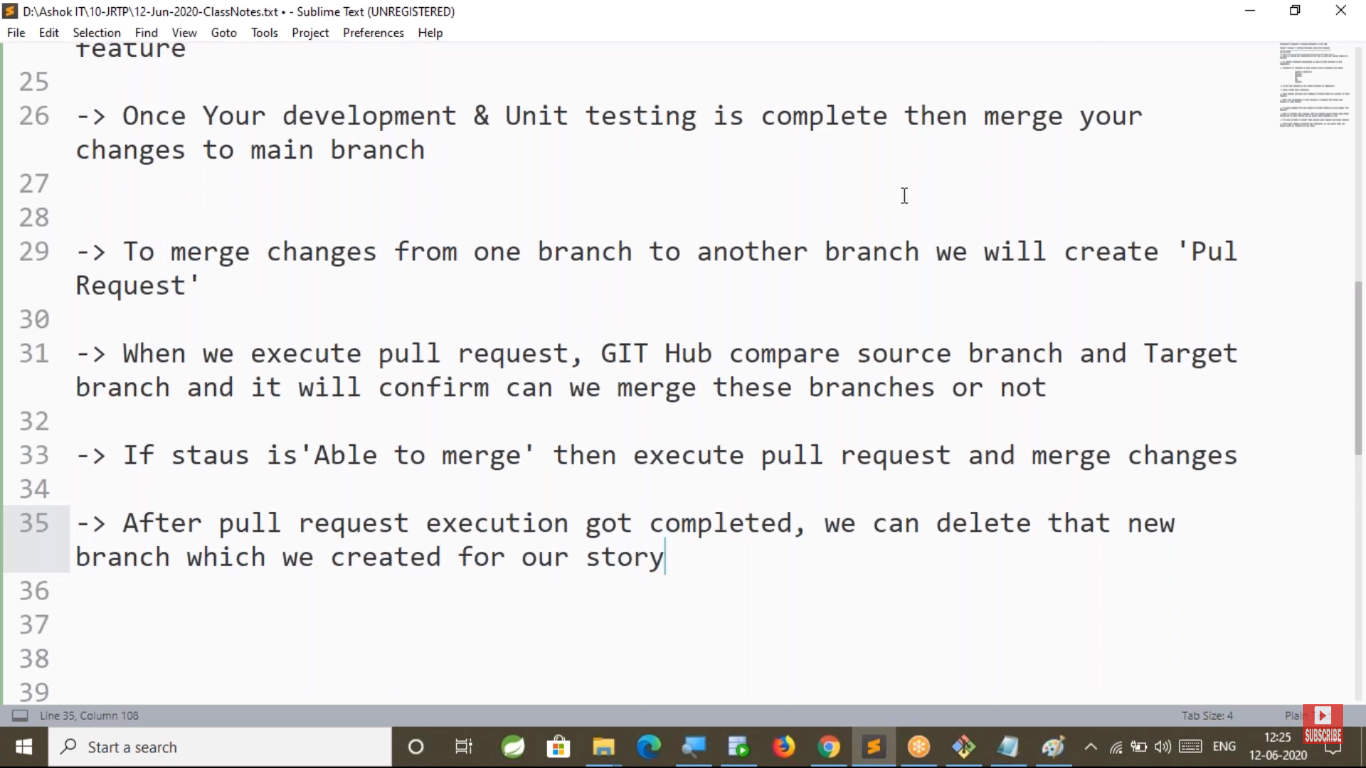 D:\Ashok IT\10-JRTP\12-Jun-2020-ClassNotes.txt • - Sublime Text (UNREGISTERED)
File Edit Selection Find View Goto Tools Project Preferences Help
feature
25
26 -> Once Your development & Unit testing is complete then merge your
changes to main branch
27
28
29 -> To merge changes from one branch to another branch we will create 'Pul
Request'
30
31 -> When we execute pull request, GIT Hub compare source branch and Target
branch and it will confirm can we merge these branches or not
32
33 -> If staus is'Able to merge' then execute pull request and merge changes
34
35 -> After pull request execution got completed, we can delete that new
branch which we created for our story
36
37
38
39
Line 35, Column 108 Tab Size: 4
SUBSCRIBE
Start a search ENG 12:25
12-06-2020